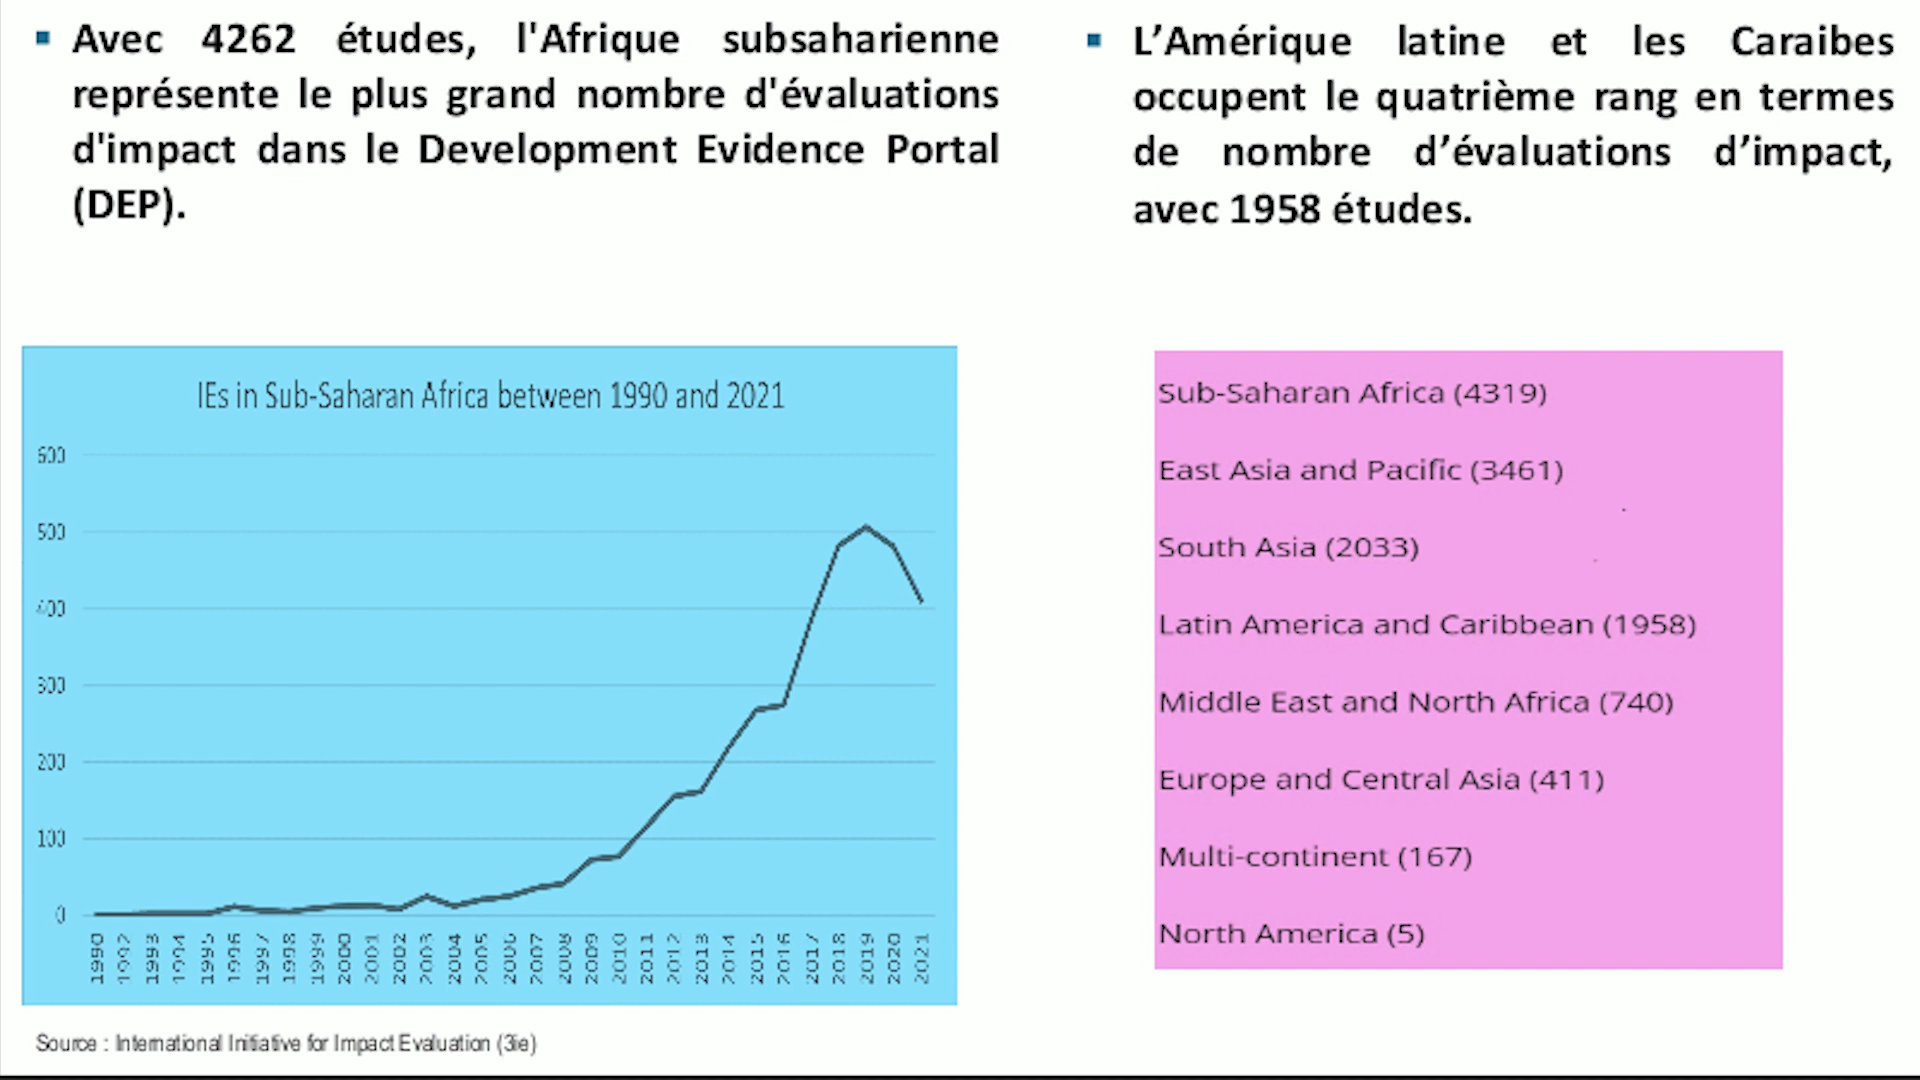 Avec 4262 études, l'Afrique subsaharienne
représente le plus grand nombre d'évaluations
d'impact dans le Development Evidence Portal
(DEP).
L’Amérique latine et les Caraibes
occupent le quatrième rang en termes
de nombre d’évaluations d’impact,
avec 1958 études.
IEs in Sub-Saharan Africa between 1990 and 2021
600
500
400
300
200
100
0
1990
1992
1993
1994
1995
1996
1997
1998
1999
2000
2001
2002
2003
2004
2005
2006
2007
2008
2009
2010
2011
2012
2013
2014
2015
2016
2017
2018
2019
2020
2021
Sub-Saharan Africa (4319)
East Asia and Pacific (3461)
South Asia (2033)
Latin America and Caribbean (1958)
Middle East and North Africa (740)
Europe and Central Asia (411)
Multi-continent (167)
North America (5)
Source : International Initiative for Impact Evaluation (3ie)